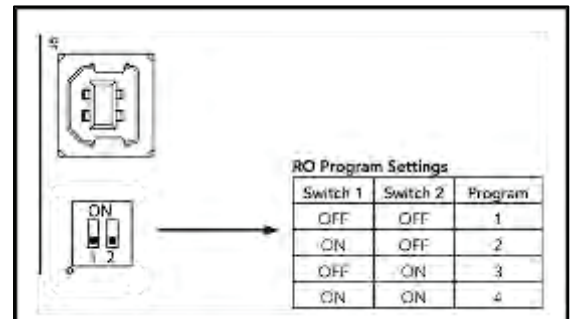 RO Program Settings
Switch 1 Switch 2 Program
OFF OFF 1
ON OFF 2
OFF ON 3
ON ON 4
ON
1 2